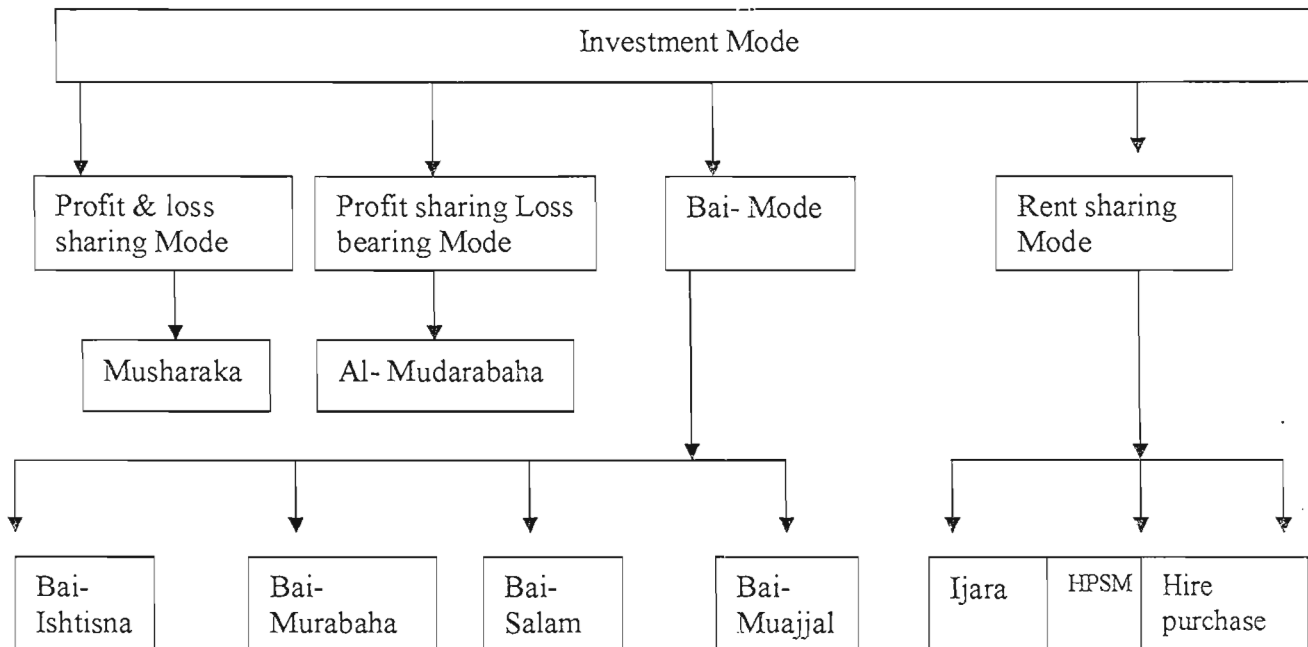 Investment Mode
Profit & loss
sharing Mode
Profit sharing Loss
bearing Mode
Bai- Mode
Rent sharing
Mode
Musharaka
Al- Mudarabaha
Bai-
Ishtisna
Bai-
Murabaha
Bai-
Salam
Bai-
Muajjal
Ijara
HPSM
Hire
purchase